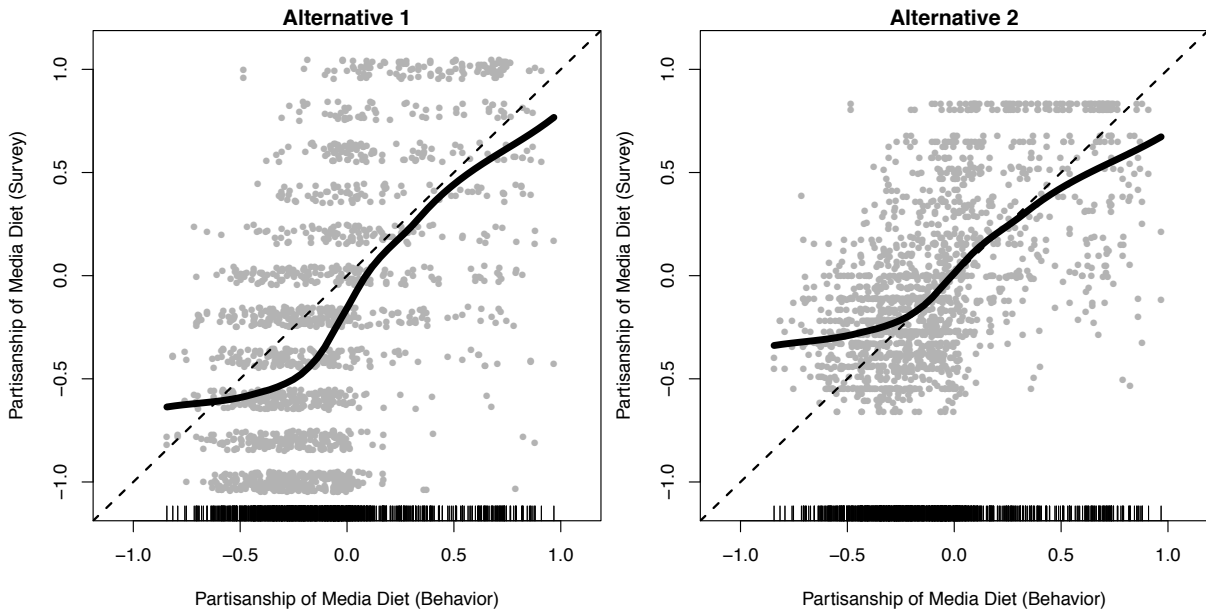 Alternative 1
Partisanship of Media Diet (Survey)
1.0
0.5
0.0
−0.5
−1.0
−1.0 −0.5 0.0 0.5 1.0
Partisanship of Media Diet (Behavior)
Alternative 2
Partisanship of Media Diet (Survey)
1.0
0.5
0.0
−0.5
−1.0
−1.0 −0.5 0.0 0.5 1.0
Partisanship of Media Diet (Behavior)